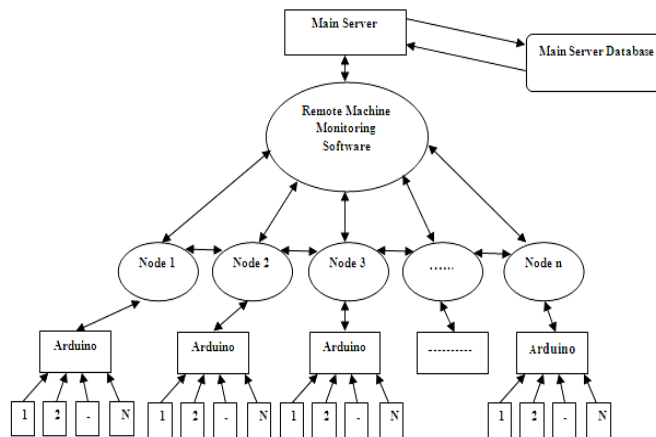 Main Server
Main Server Database
Remote Machine
Monitoring
Software
Node 1
Node 2
Node 3
......
Node n
Arduino
Arduino
Arduino
----------
Arduino
1 2 - N
1 2 - N
1 2 - N
1 2 - N